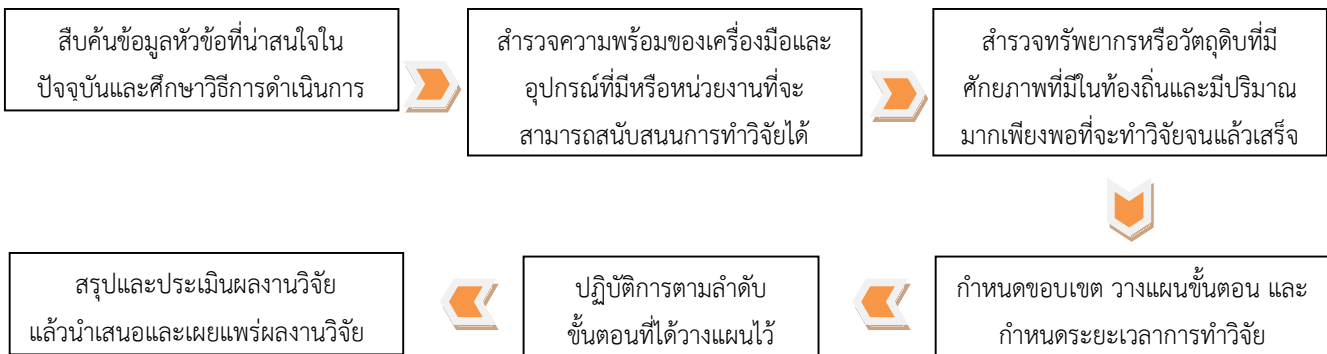 สืบค้นข้อมูลหัวข้อที่น่าสนใจใน
ปัจจุบันและศึกษาวิธีการดำเนินการ
สำรวจความพร้อมของเครื่องมือและ
อุปกรณ์ที่มีหรือหน่วยงานที่จะ
สามารถสนับสนนการทำวิจัยได้
สำรวจทรัพยากรหรือวัตถุดิบที่มี
ศักยภาพที่มีในท้องถิ่นและมีปริมาณ
มากเพียงพอที่จะทำวิจัยจนแล้วเสร็จ
กำหนดขอบเขต วางแผนขั้นตอน และ
กำหนดระยะเวลาการทำวิจัย
ปฏิบัติการตามลำดับ
ขั้นตอนที่ได้วางแผนไว้
สรุปและประเมินผลงานวิจัย
แล้วนำเสนอและเผยแพร่ผลงานวิจัย